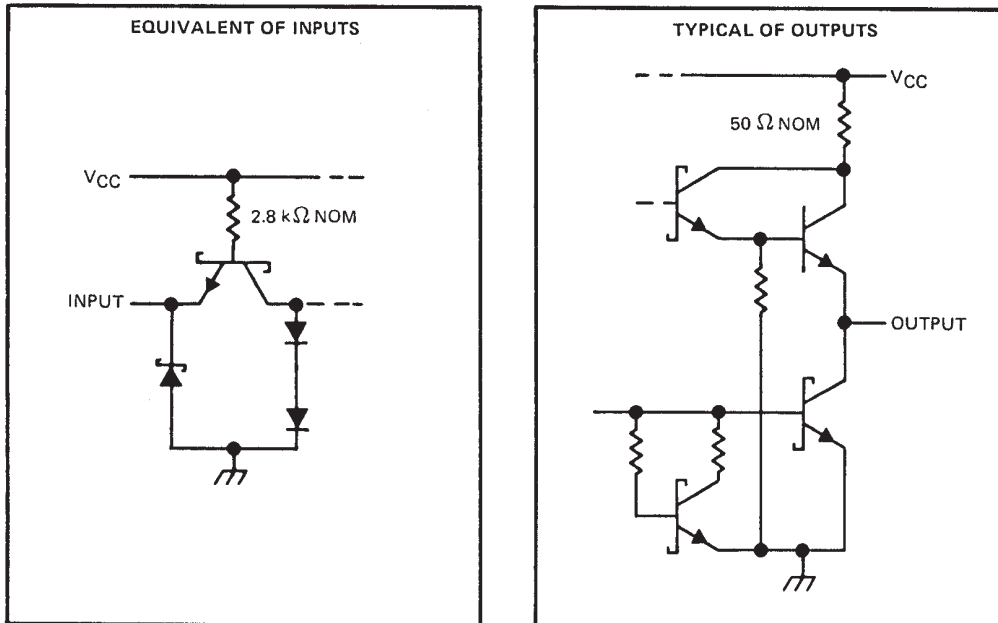 EQUIVALENT OF INPUTS
VCC
2.8 kΩ NOM
INPUT
TYPICAL OF OUTPUTS
VCC
50 Ω NOM
OUTPUT